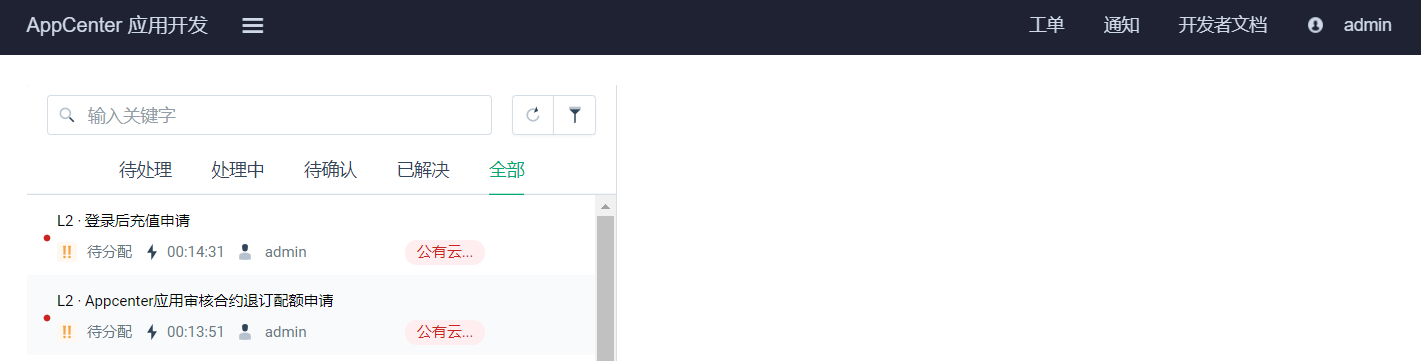 AppCenter 应用开发 工单 通知 开发者文档 admin
输入关键字
待处理 处理中 待确认 已解决 全部
L2 · 登录后充值申请
!! 待分配 00:14:31 admin 公有云...
L2 · Appcenter应用审核合约退订配额申请
!! 待分配 00:13:51 admin 公有云...